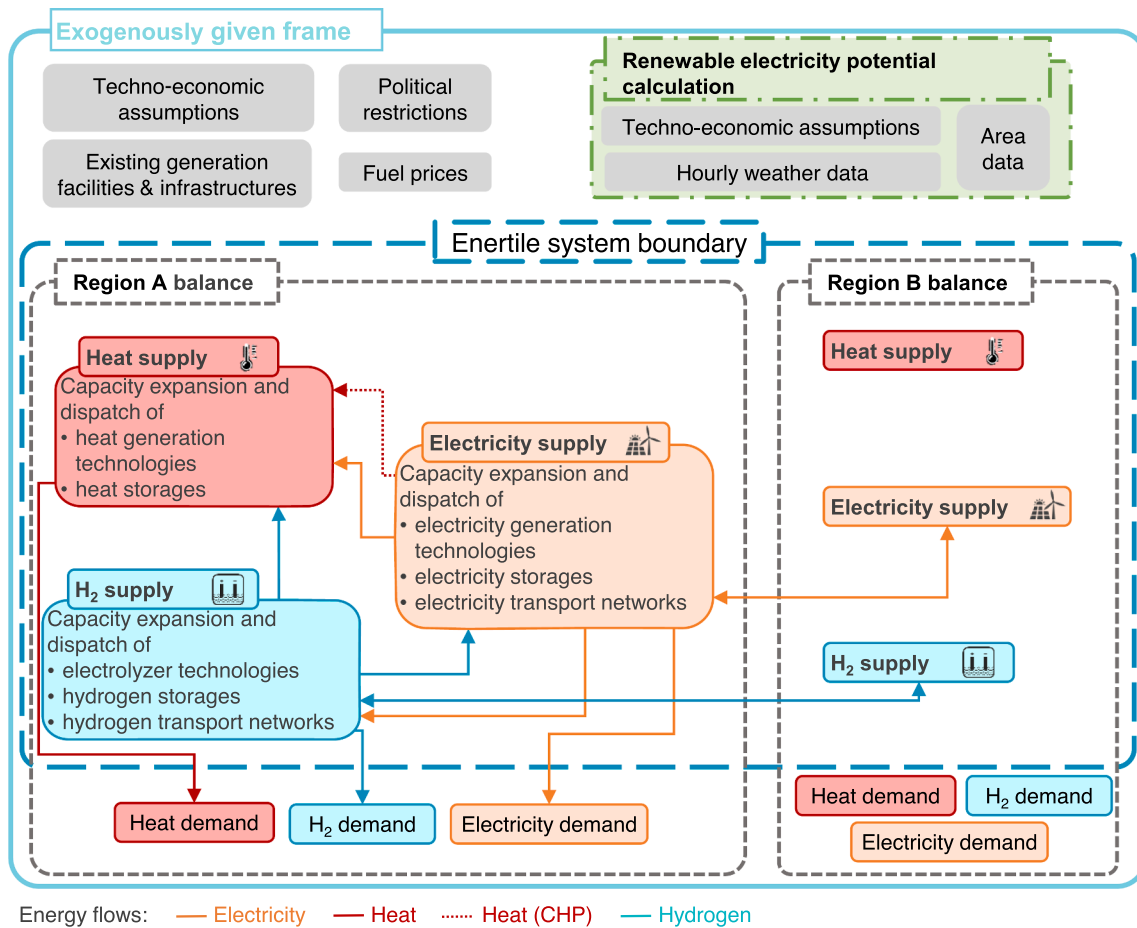 Exogenously given frame
Techno-economic
assumptions
Political
restrictions
Existing generation
facilities & infrastructures
Fuel prices
Renewable electricity potential
calculation
Techno-economic assumptions
Hourly weather data
Area
data
Enertile system boundary
Region A balance
Heat supply
Capacity expansion and
dispatch of
• heat generation
technologies
• heat storages
Electricity supply
Capacity expansion and
dispatch of
• electricity generation
technologies
• electricity storages
• electricity transport networks
H₂ supply
Capacity expansion and
dispatch of
• electrolyzer technologies
• hydrogen storages
• hydrogen transport networks
Heat demand
H₂ demand
Electricity demand
Region B balance
Heat supply
Electricity supply
H₂ supply
Heat demand
H₂ demand
Electricity demand
Energy flows: Electricity Heat Heat (CHP) Hydrogen